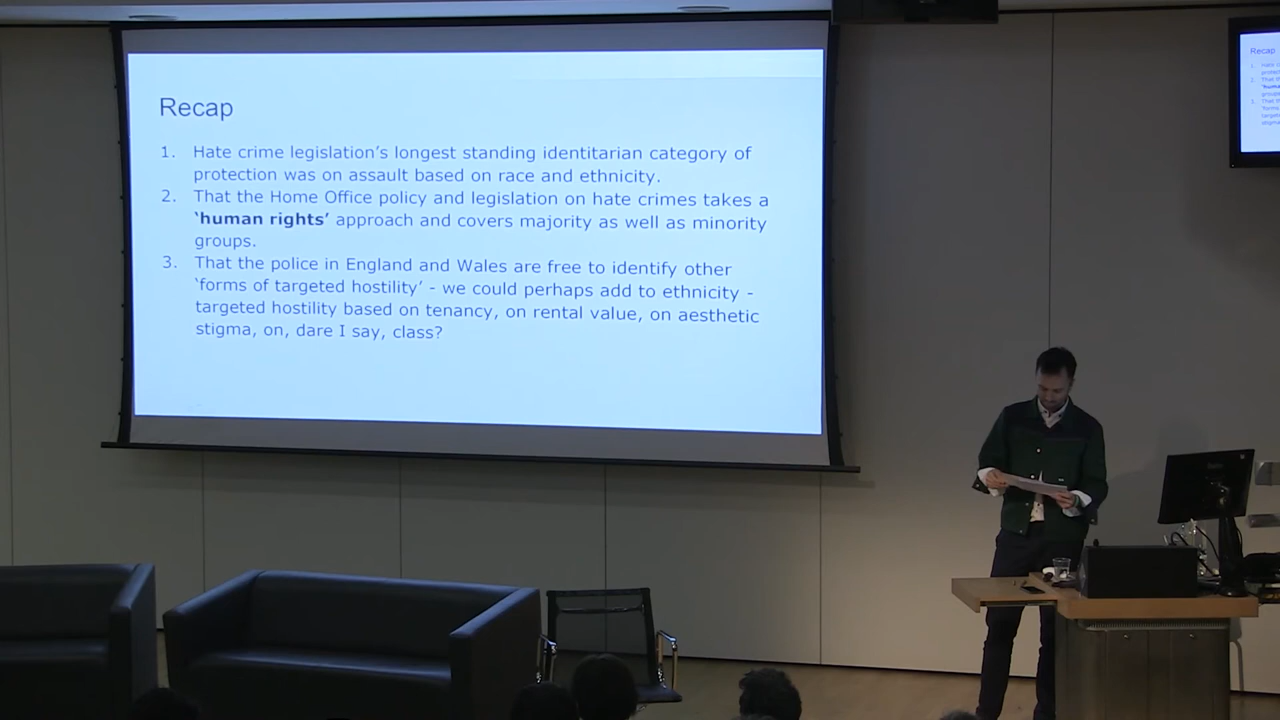 Recap
1. Hate crime legislation's longest standing identitarian category of
protection was on assault based on race and ethnicity.
2. That the Home Office policy and legislation on hate crimes takes a
‘human rights’ approach and covers majority as well as minority
groups.
3. That the police in England and Wales are free to identify other
‘forms of targeted hostility’ - we could perhaps add to ethnicity -
targeted hostility based on tenancy, on rental value, on aesthetic
stigma, on, dare I say, class?
Recap